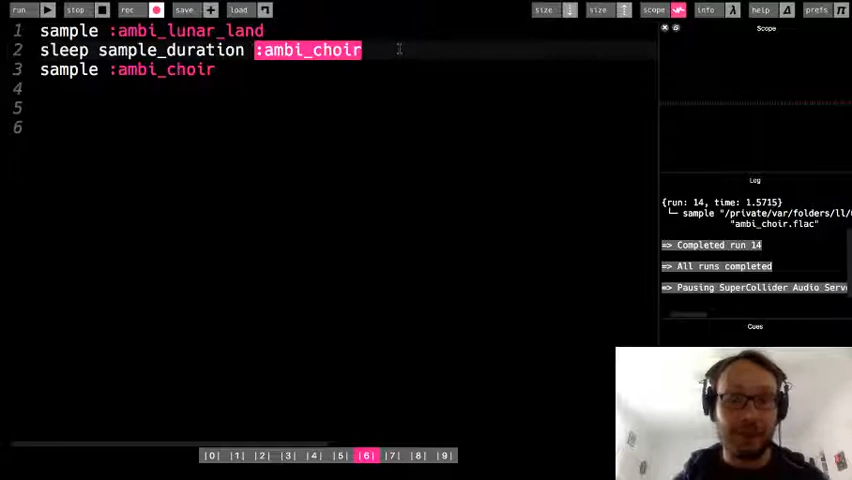 run stop rec save load size size scope info help prefs
1 sample :ambi_lunar_land
2 sleep sample_duration :ambi_choir
3 sample :ambi_choir
4
5
6
Scope
Log
{run: 14, time: 1.5715}
└─ sample "/private/var/folders/ll/
"ambi_choir.flac"
=> Completed run 14
=> All runs completed
=> Pausing SuperCollider Audio Serv
Cues
|0| |1| |2| |3| |4| |5| |6| |7| |8| |9|